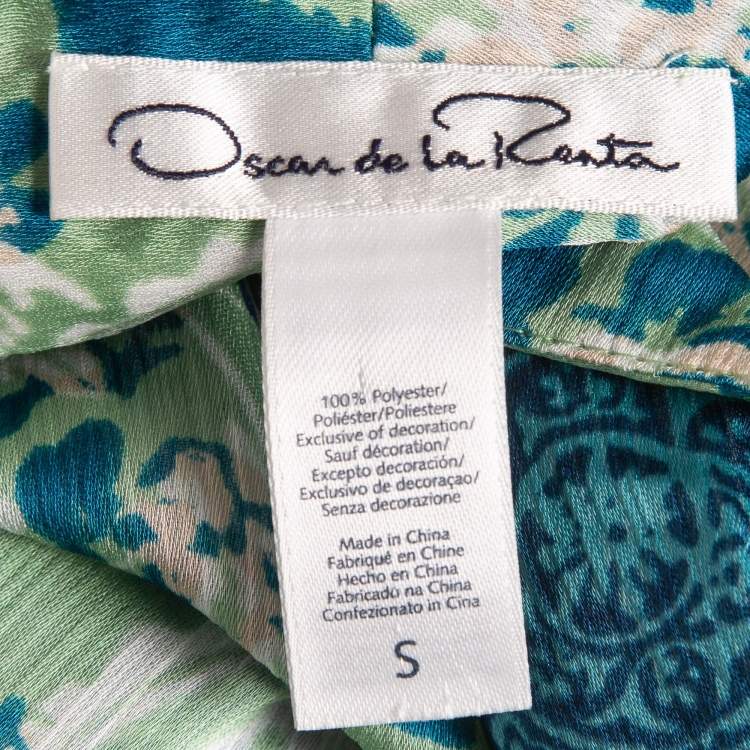 Oscar de la Renta
100% Polyester/
Poliéster/Poliestere
Exclusive of decoration/
Sauf décoration/
Excepto decoración/
Exclusivo de decoraçao/
Senza decorazione
Made in China
Fabriqué en Chine
Hecho en China
Fabricado na China
Confezionato in Cina
S